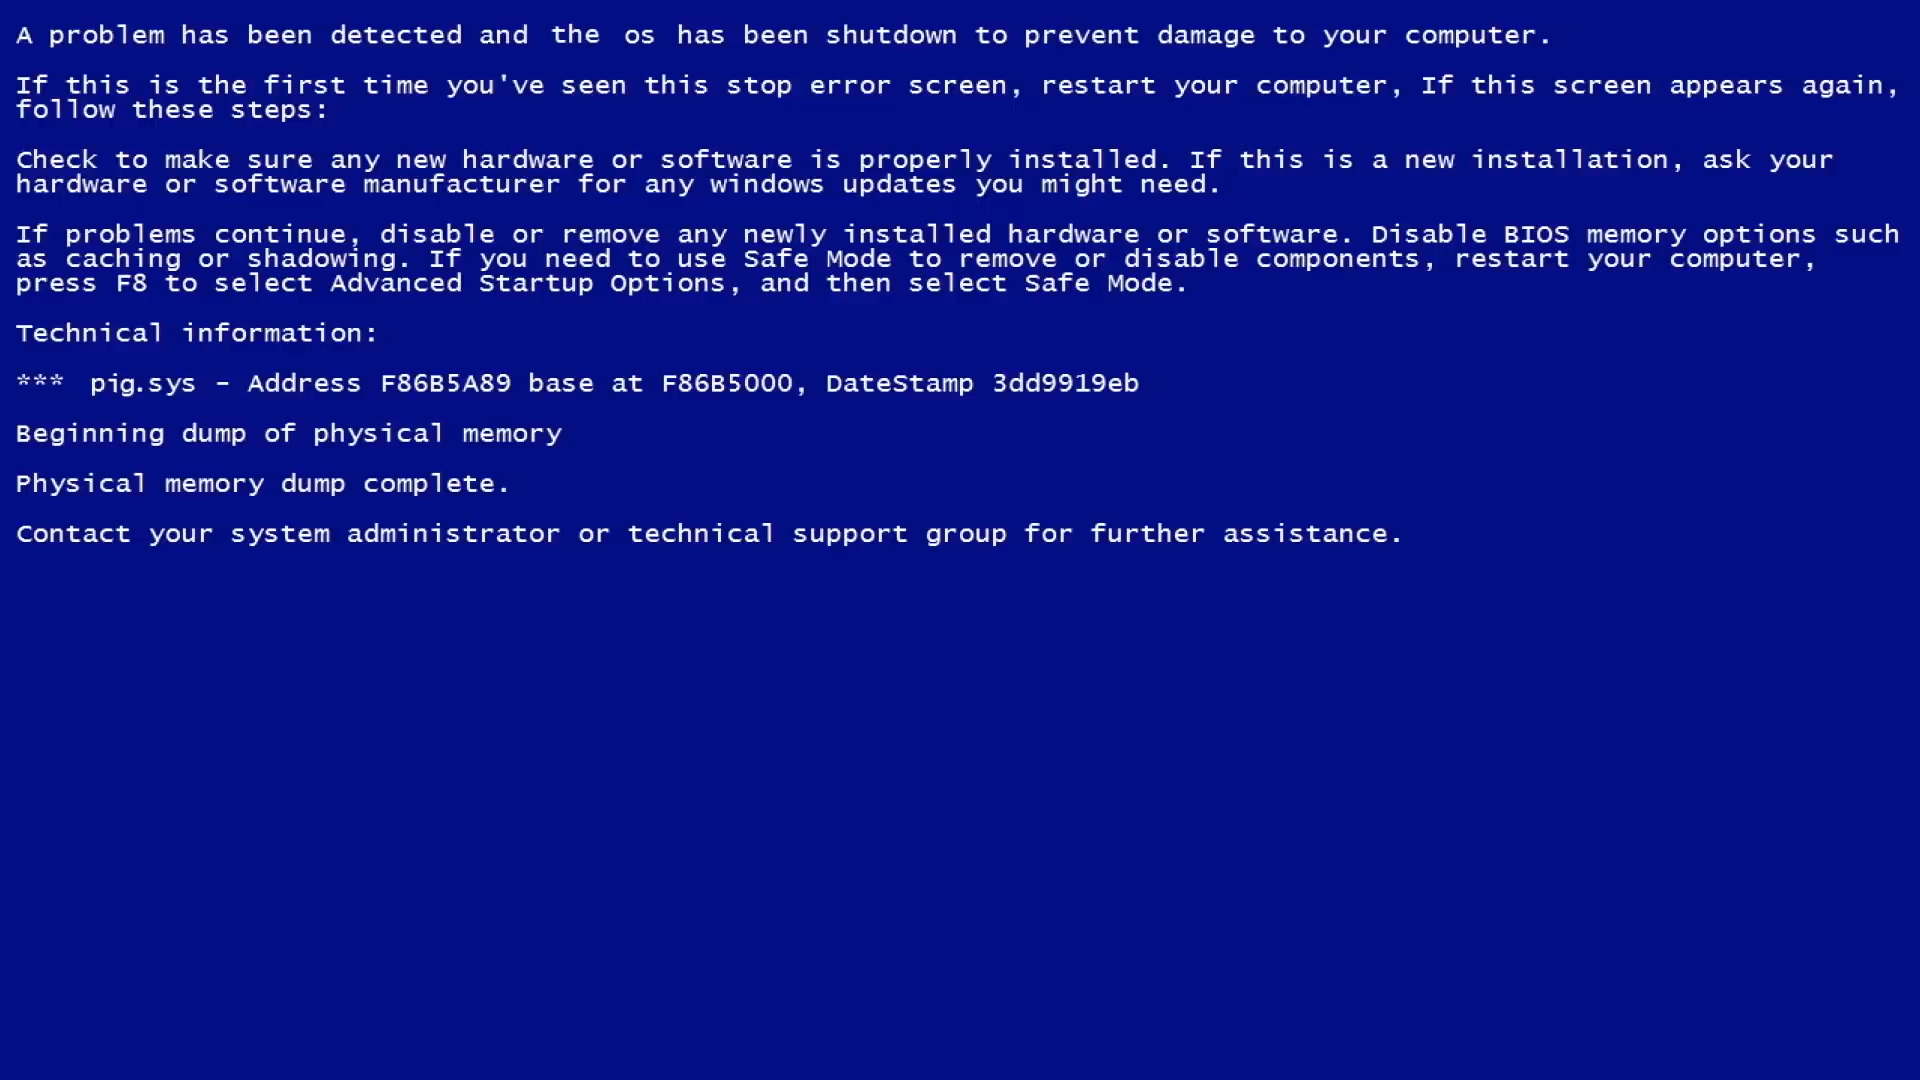 A problem has been detected and the os has been shutdown to prevent damage to your computer.
If this is the first time you've seen this stop error screen, restart your computer, If this screen appears again,
follow these steps:
Check to make sure any new hardware or software is properly installed. If this is a new installation, ask your
hardware or software manufacturer for any windows updates you might need.
If problems continue, disable or remove any newly installed hardware or software. Disable BIOS memory options such
as caching or shadowing. If you need to use Safe Mode to remove or disable components, restart your computer,
press F8 to select Advanced Startup Options, and then select Safe Mode.
Technical information:
*** pig.sys - Address F86B5A89 base at F86B5000, DateStamp 3dd9919eb
Beginning dump of physical memory
Physical memory dump complete.
Contact your system administrator or technical support group for further assistance.